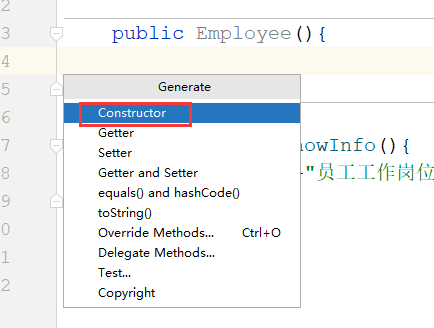 2
3 public Employee(){
4
5
Generate
Constructor
Getter
Setter
Getter and Setter
equals() and hashCode()
toString()
Override Methods... Ctrl+O
Delegate Methods...
Test...
Copyright
6
7 howInfo(){
8 "员工工作岗位
9
0
1
2